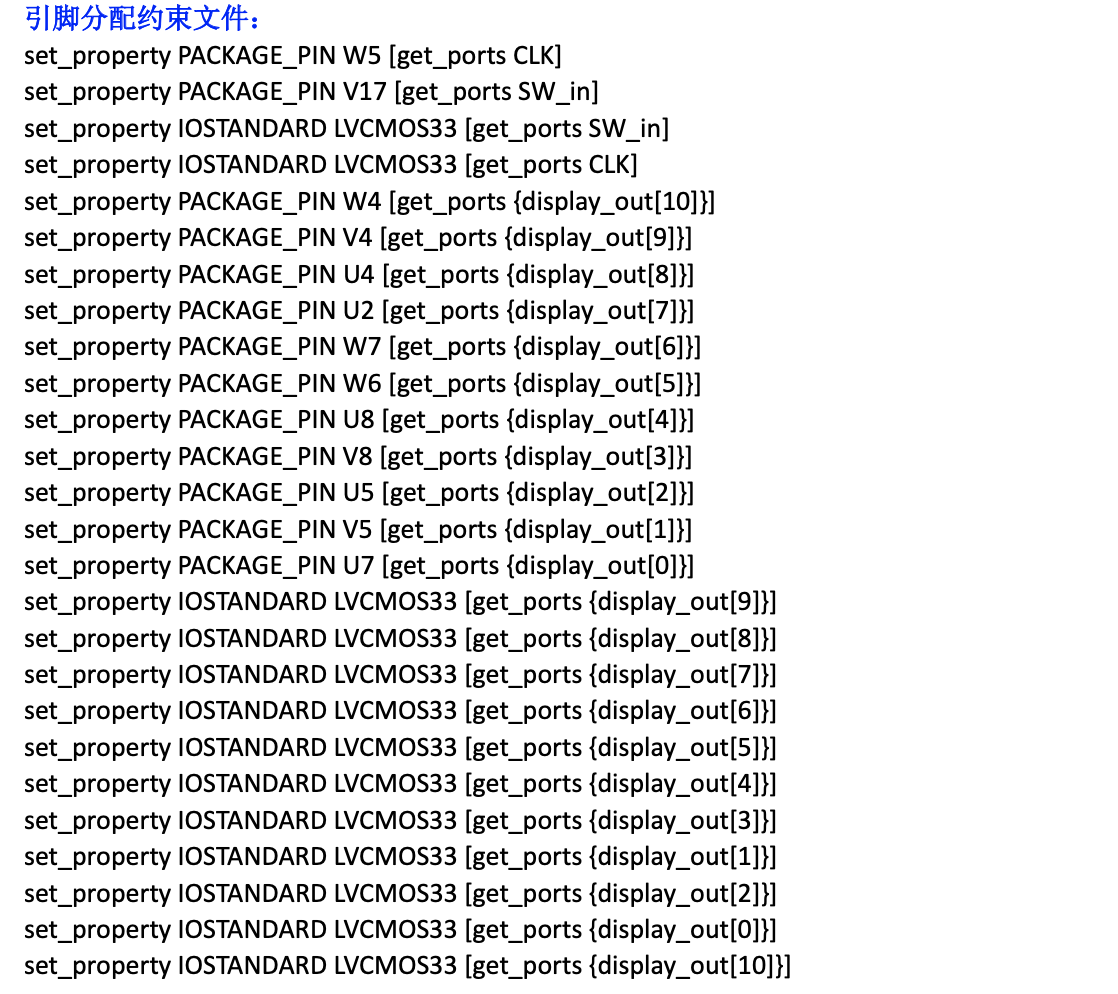 引脚分配约束文件：
set_property PACKAGE_PIN W5 [get_ports CLK]
set_property PACKAGE_PIN V17 [get_ports SW_in]
set_property IOSTANDARD LVCMOS33 [get_ports SW_in]
set_property IOSTANDARD LVCMOS33 [get_ports CLK]
set_property PACKAGE_PIN W4 [get_ports {display_out[10]}]
set_property PACKAGE_PIN V4 [get_ports {display_out[9]}]
set_property PACKAGE_PIN U4 [get_ports {display_out[8]}]
set_property PACKAGE_PIN U2 [get_ports {display_out[7]}]
set_property PACKAGE_PIN W7 [get_ports {display_out[6]}]
set_property PACKAGE_PIN W6 [get_ports {display_out[5]}]
set_property PACKAGE_PIN U8 [get_ports {display_out[4]}]
set_property PACKAGE_PIN V8 [get_ports {display_out[3]}]
set_property PACKAGE_PIN U5 [get_ports {display_out[2]}]
set_property PACKAGE_PIN V5 [get_ports {display_out[1]}]
set_property PACKAGE_PIN U7 [get_ports {display_out[0]}]
set_property IOSTANDARD LVCMOS33 [get_ports {display_out[9]}]
set_property IOSTANDARD LVCMOS33 [get_ports {display_out[8]}]
set_property IOSTANDARD LVCMOS33 [get_ports {display_out[7]}]
set_property IOSTANDARD LVCMOS33 [get_ports {display_out[6]}]
set_property IOSTANDARD LVCMOS33 [get_ports {display_out[5]}]
set_property IOSTANDARD LVCMOS33 [get_ports {display_out[4]}]
set_property IOSTANDARD LVCMOS33 [get_ports {display_out[3]}]
set_property IOSTANDARD LVCMOS33 [get_ports {display_out[1]}]
set_property IOSTANDARD LVCMOS33 [get_ports {display_out[2]}]
set_property IOSTANDARD LVCMOS33 [get_ports {display_out[0]}]
set_property IOSTANDARD LVCMOS33 [get_ports {display_out[10]}]